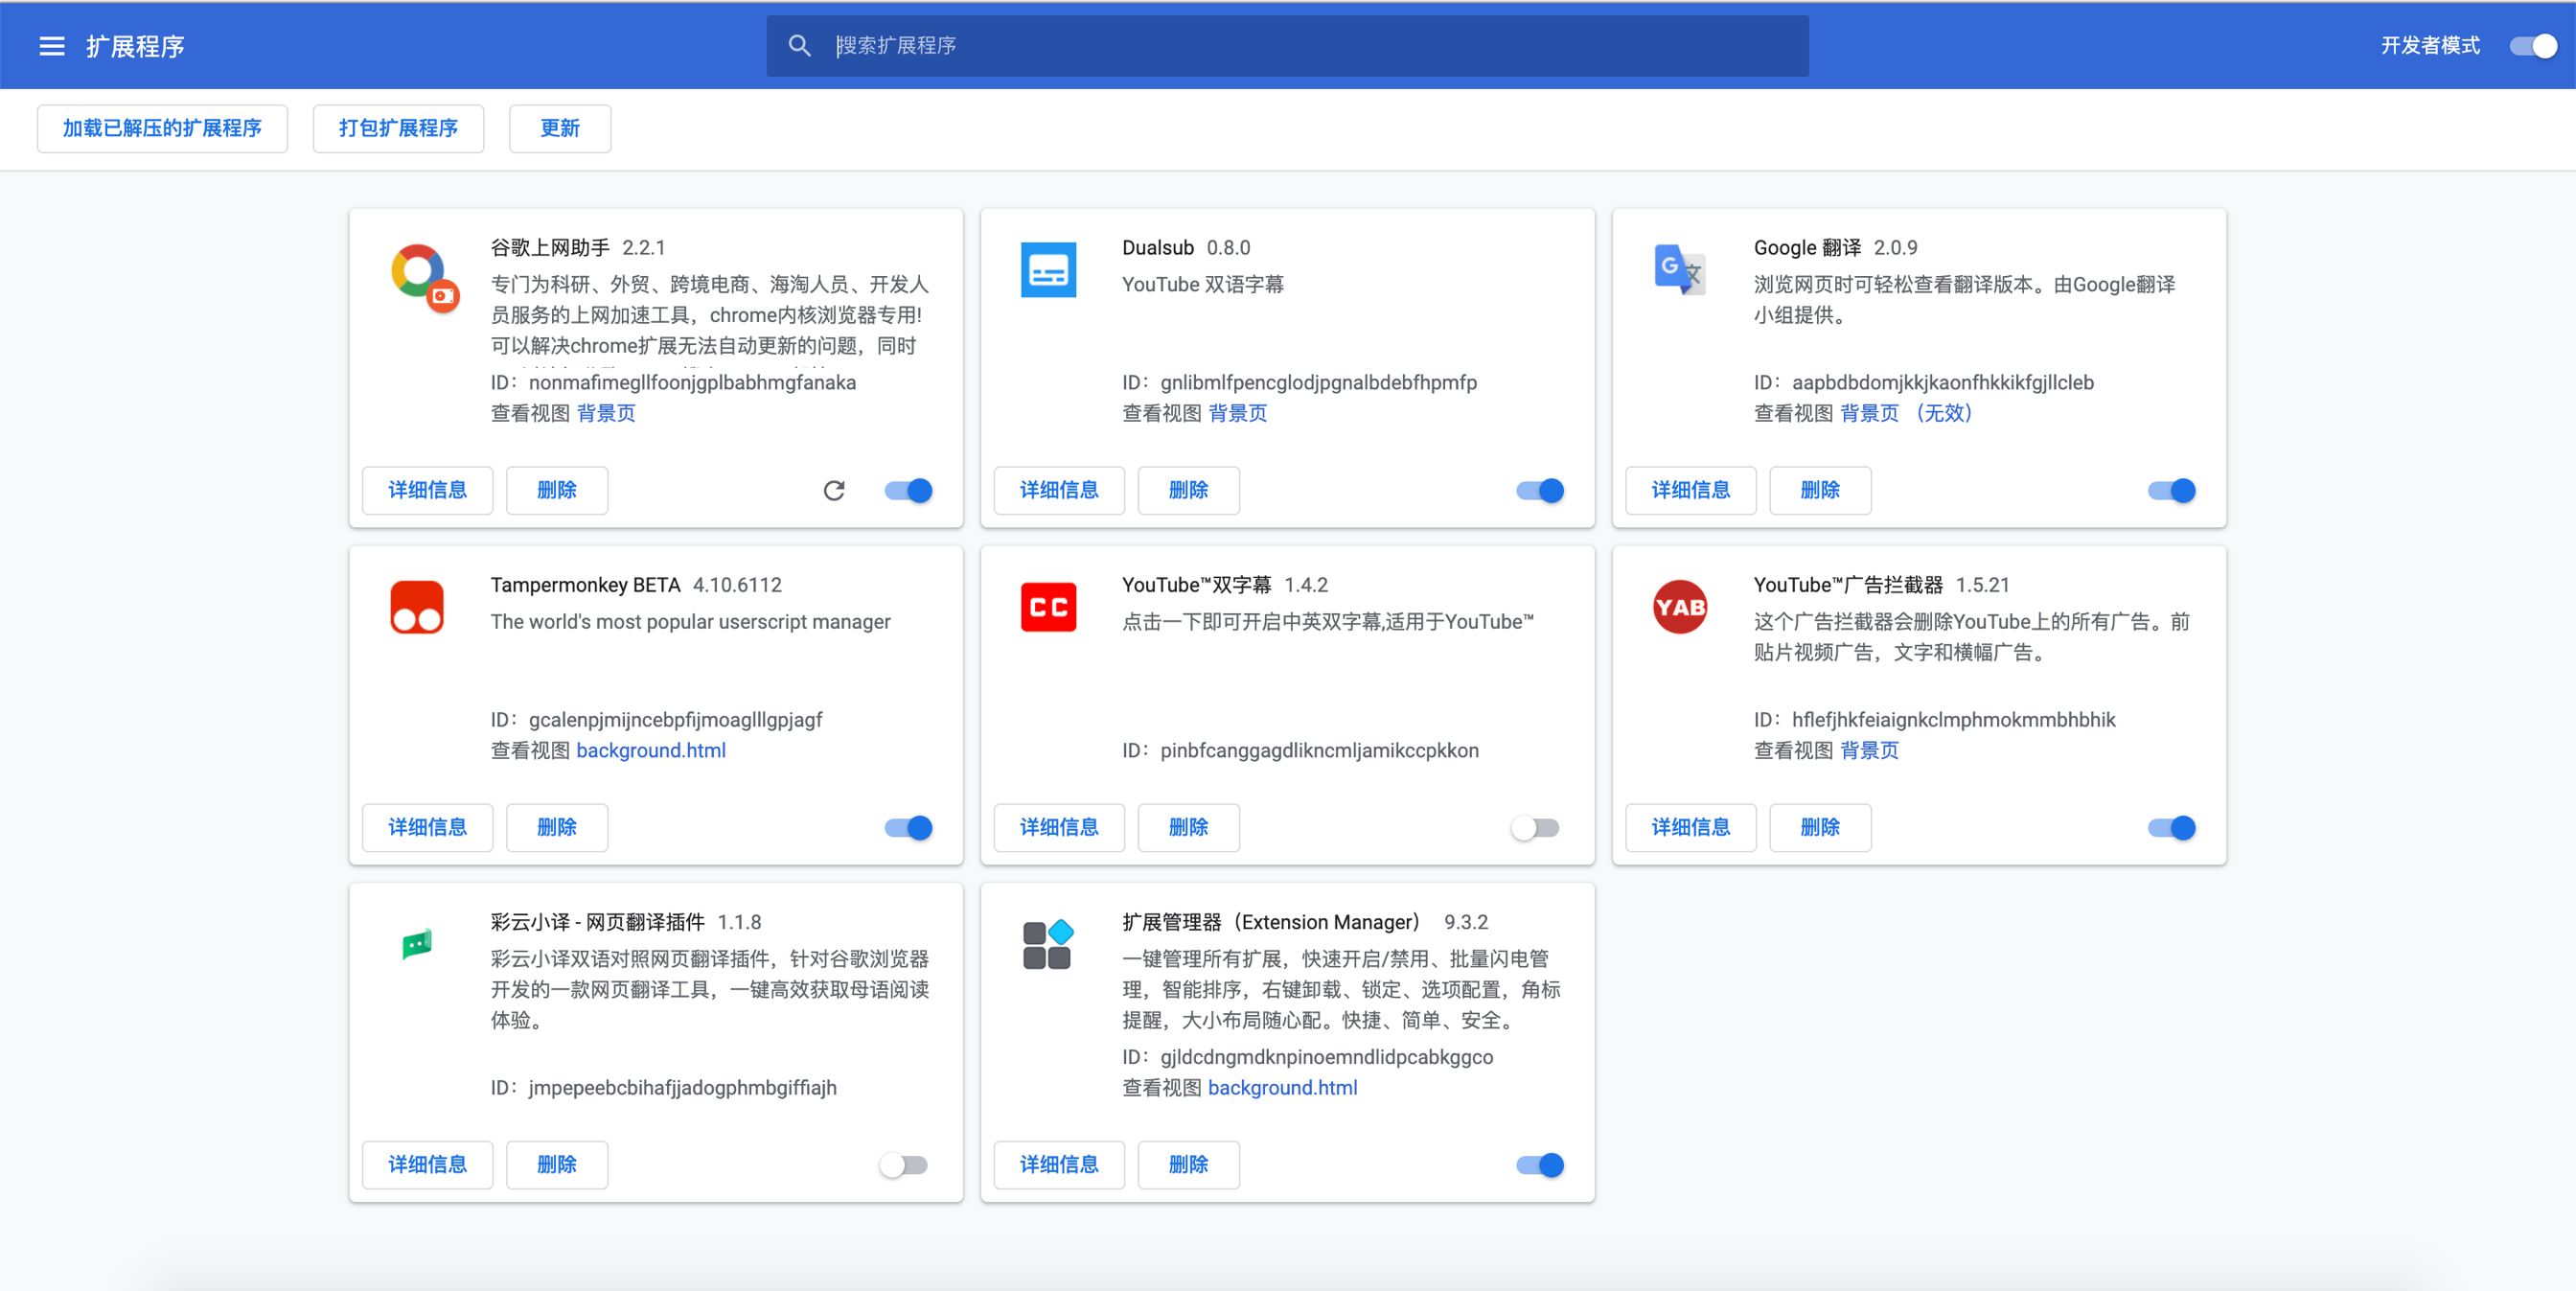 扩展程序
搜索扩展程序
开发者模式
加载已解压的扩展程序
打包扩展程序
更新
谷歌上网助手 2.2.1
专门为科研、外贸、跨境电商、海淘人员、开发人
员服务的上网加速工具，chrome内核浏览器专用!
可以解决chrome扩展无法自动更新的问题，同时
ID：nonmafimegllfoonjgplbabhmgfanaka
查看视图 背景页
详细信息
删除
Dualsub 0.8.0
YouTube 双语字幕
ID：gnlibmlfpencglodjpgnalbdebfhpmfp
查看视图 背景页
详细信息
删除
G 文
Google 翻译 2.0.9
浏览网页时可轻松查看翻译版本。由Google翻译
小组提供。
ID：aapbdbdomjkkjkaonfhkkikfgjllcleb
查看视图 背景页 （无效）
详细信息
删除
Tampermonkey BETA 4.10.6112
The world's most popular userscript manager
ID：gcalenpjmijncebpfijmoaglllgpjagf
查看视图 background.html
详细信息
删除
CC
YouTube™双字幕 1.4.2
点击一下即可开启中英双字幕,适用于YouTube™
ID：pinbfcanggagdlikncmljamikccpkkon
详细信息
删除
YAB
YouTube™广告拦截器 1.5.21
这个广告拦截器会删除YouTube上的所有广告。前
贴片视频广告，文字和横幅广告。
ID：hflefjhkfeiaignkclmphmokmmbhbhik
查看视图 背景页
详细信息
删除
彩云小译 - 网页翻译插件 1.1.8
彩云小译双语对照网页翻译插件，针对谷歌浏览器
开发的一款网页翻译工具，一键高效获取母语阅读
体验。
ID：jmpepeebcbihafjjadogphmbgiffiajh
详细信息
删除
扩展管理器（Extension Manager） 9.3.2
一键管理所有扩展，快速开启/禁用、批量闪电管
理，智能排序，右键卸载、锁定、选项配置，角标
提醒，大小布局随心配。快捷、简单、安全。
ID：gjldcdngmdknpinoemndlidpcabkggco
查看视图 background.html
详细信息
删除